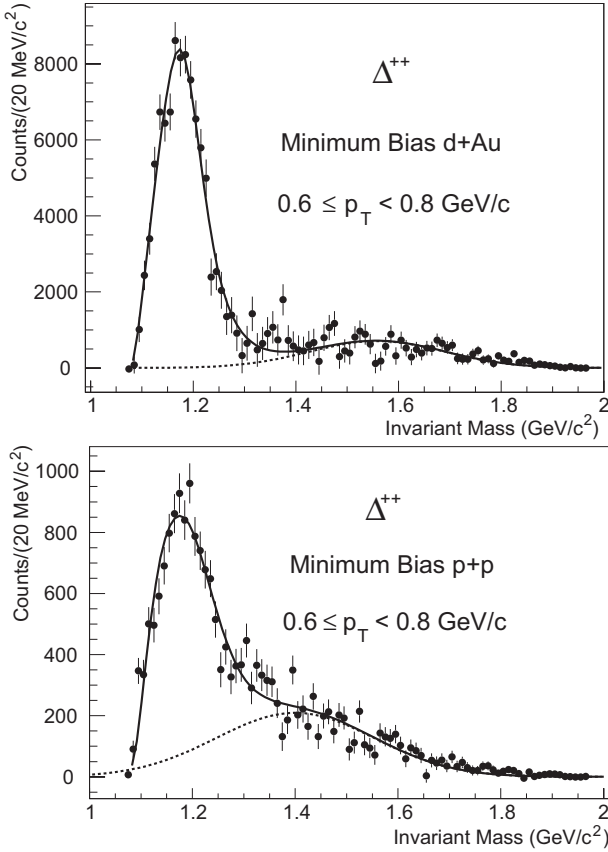 Counts/(20 MeV/c²)
8000
6000
4000
2000
0
Δ⁺⁺
Minimum Bias d+Au
0.6 ≤ p_T < 0.8 GeV/c
1 1.2 1.4 1.6 1.8 2
Invariant Mass (GeV/c²)
Counts/(20 MeV/c²)
1000
800
600
400
200
0
Δ⁺⁺
Minimum Bias p+p
0.6 ≤ p_T < 0.8 GeV/c
1 1.2 1.4 1.6 1.8 2
Invariant Mass (GeV/c²)